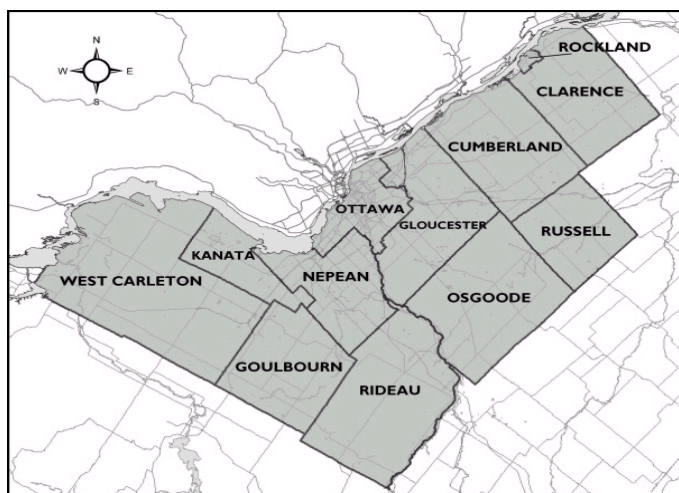 N
W E
S
ROCKLAND
CLARENCE
CUMBERLAND
OTTAWA
GLOUCESTER
RUSSELL
KANATA
NEPEAN
WEST CARLETON
OSGOODE
GOULBOURN
RIDEAU